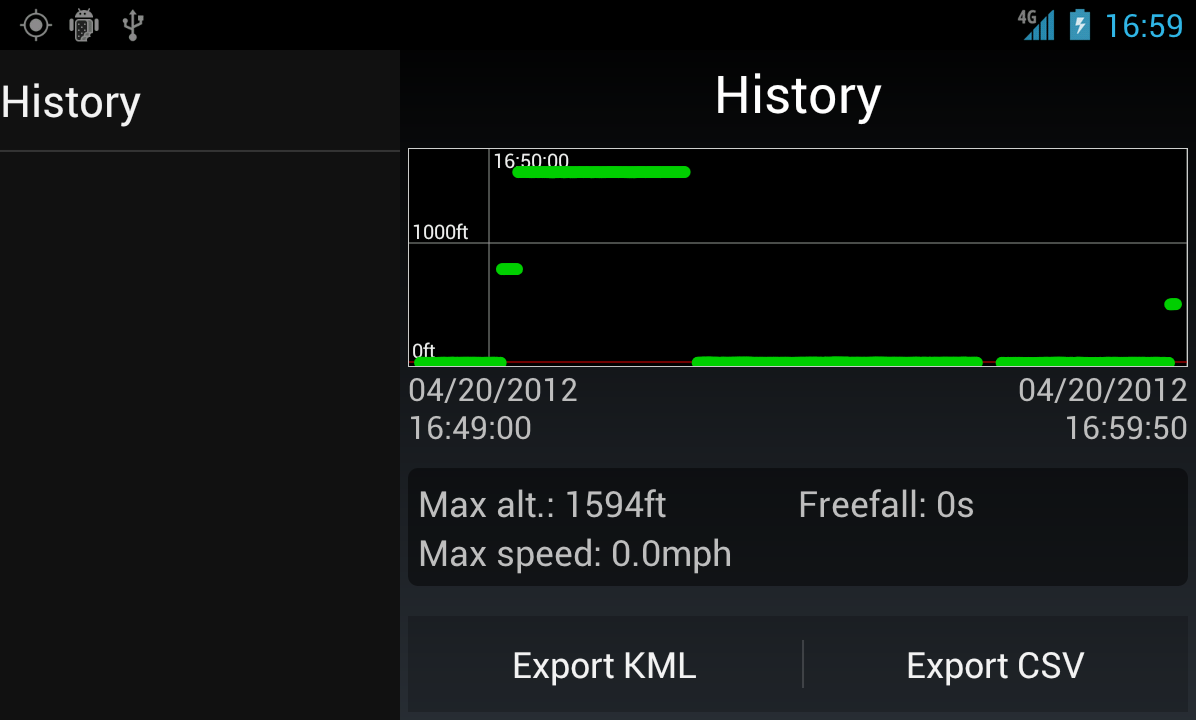 4G 16:59
History
History
16:50:00
1000ft
0ft
04/20/2012 04/20/2012
16:49:00 16:59:50
Max alt.: 1594ft Freefall: 0s
Max speed: 0.0mph
Export KML Export CSV